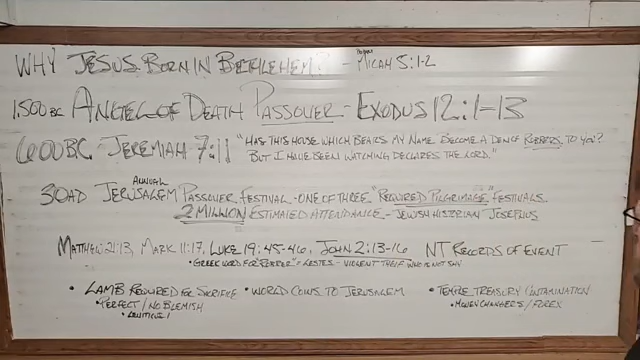 WHY JESUS BORN IN BETHLEHEM? - MICAH 5:1-2
1,500 BC ANGEL OF DEATH PASSOVER - EXODUS 12:1-13
600 BC - JEREMIAH 7:11 "HAS THIS HOUSE WHICH BEARS MY NAME BECOME A DEN OF ROBBERS TO YOU?
BUT I HAVE BEEN WATCHING DECLARES THE LORD."
ANNUAL
30 AD JERUSALEM PASSOVER FESTIVAL - ONE OF THREE "REQUIRED PILGRIMAGE" FESTIVALS
2 MILLION ESTIMATED ATTENDANCE - JEWISH HISTORIAN JOSEPHUS
MATTHEW 21:13, MARK 11:17, LUKE 19:45-46, JOHN 2:13-16 NT RECORDS OF EVENT
• GREEK WORD FOR "ROBBER" = LESTES - VIOLENT THEIF WHO IS NOT SHY
• LAMB REQUIRED FOR SACRIFICE • WORLD COMES TO JERUSALEM • TEMPLE TREASURY CONTAMINATION
• PERFECT / NO BLEMISH • MONEY CHANGERS / FOREX
• LEVITICUS 1